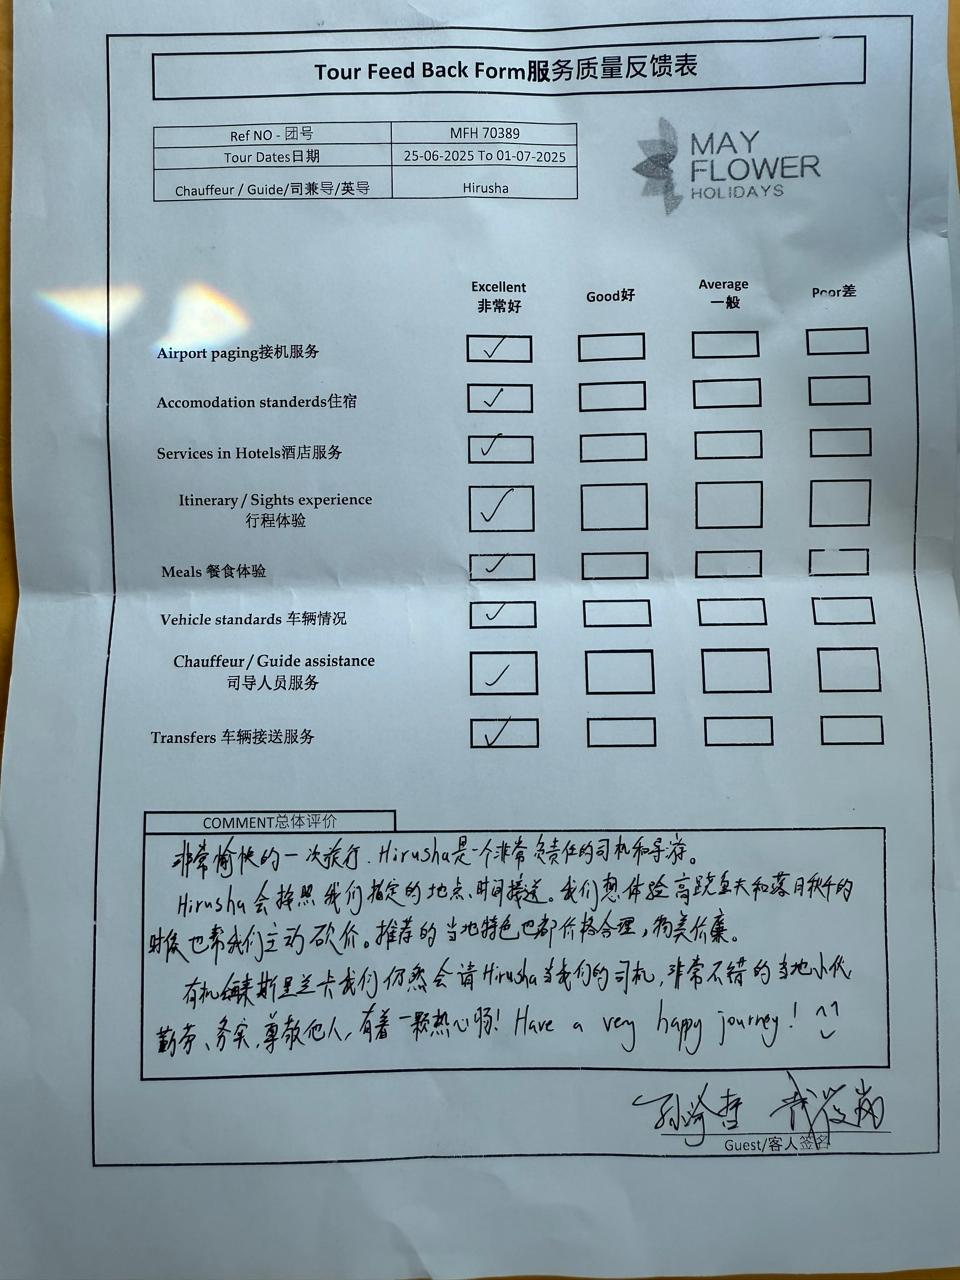 Tour Feed Back Form服务质量反馈表
Ref NO - 团号 MFH 70389
Tour Dates日期 25-06-2025 To 01-07-2025
Chauffeur / Guide/司兼导/英导 Hirusha
MAY
FLOWER
HOLIDAYS
Excellent Good好 Average Poor差
非常好 一般
Airport paging接机服务
Accomodation standerds住宿
Services in Hotels酒店服务
Itinerary / Sights experience
行程体验
Meals 餐食体验
Vehicle standards 车辆情况
Chauffeur / Guide assistance
司导人员服务
Transfers 车辆接送服务
COMMENT总体评价
非常愉快的一次旅行.Hirusha是一个非常负责任的司机和导游。
Hirusha会按照我们指定的地点、时间接送。我们想体验高跷鱼夫和落日秋千的
时候也帮我们主动砍价。推荐的当地特色也都价格合理,物美价廉。
有机会再来斯里兰卡我们仍然会请Hirusha当我们的司机,非常不错的当地小伙
勤劳、务实,尊敬他人,有着一颗热心肠! Have a very happy journey! ^^
Guest/客人签名